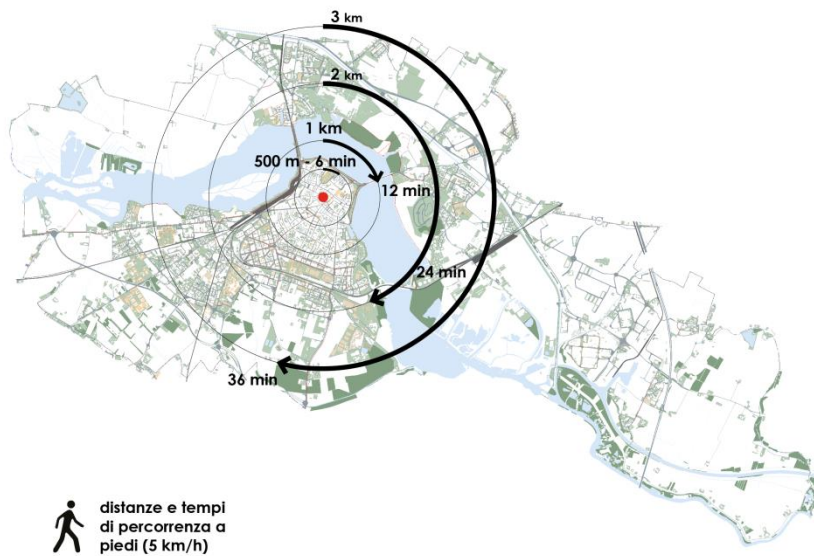 3 km
2 km
1 km
500 m - 6 min
12 min
24 min
36 min
distanze e tempi
di percorrenza a
piedi (5 km/h)